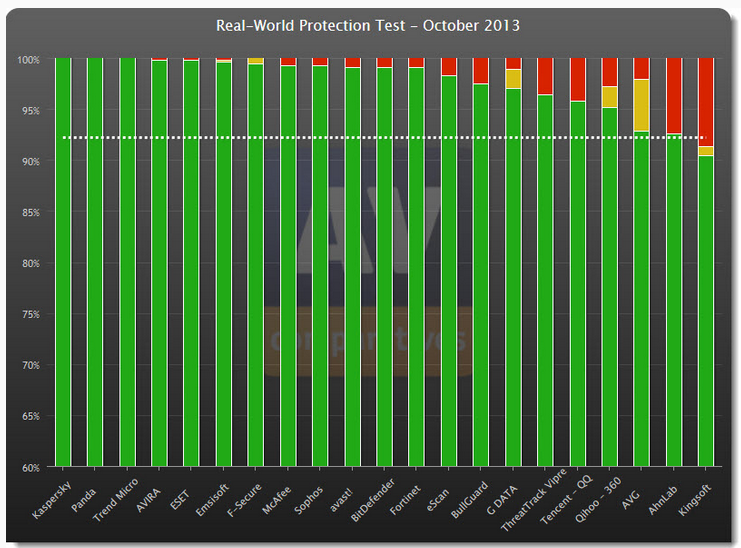 Real-World Protection Test - October 2013
100%
95%
90%
85%
80%
75%
70%
65%
60%
AV
comparatives
Kaspersky
Panda
Trend Micro
AVIRA
ESET
Emsisoft
F-Secure
McAfee
Sophos
avast!
BitDefender
Fortinet
eScan
BullGuard
G DATA
ThreatTrack Vipre
Tencent - QQ
Qihoo - 360
AVG
AhnLab
Kingsoft